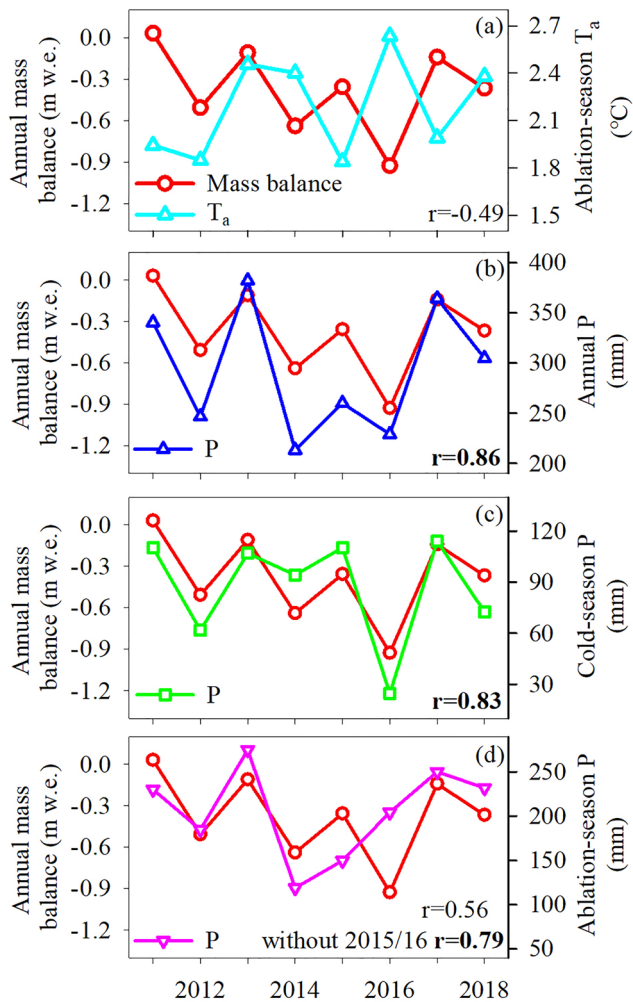 (a)
Annual mass
balance (m w.e.)
0.0
-0.3
-0.6
-0.9
-1.2
Mass balance
Ta
r=-0.49
2.7
2.4
2.1
1.8
1.5
Ablation-season Ta
(°C)
(b)
Annual mass
balance (m w.e.)
0.0
-0.3
-0.6
-0.9
-1.2
P
r=0.86
400
350
300
250
200
Annual P
(mm)
(c)
Annual mass
balance (m w.e.)
0.0
-0.3
-0.6
-0.9
-1.2
P
r=0.83
120
90
60
30
Cold-season P
(mm)
(d)
Annual mass
balance (m w.e.)
0.0
-0.3
-0.6
-0.9
-1.2
r=0.56
P without 2015/16 r=0.79
250
200
150
100
50
Ablation-season P
(mm)
2012 2014 2016 2018